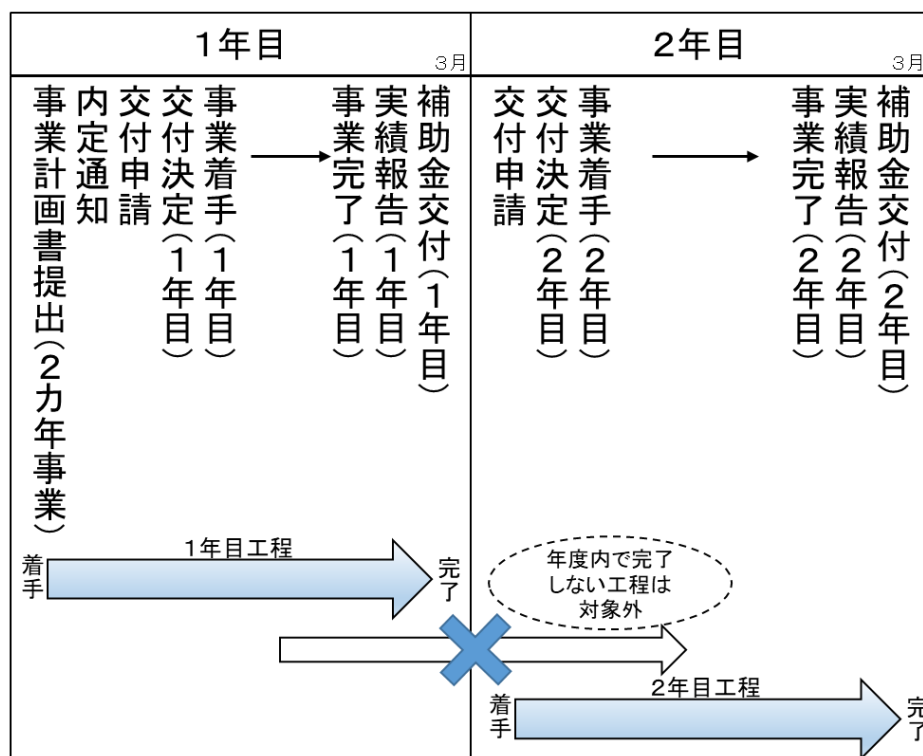 1年目
3月
2年目
3月
事業計画書提出(2カ年事業)
内定通知
交付申請
交付決定(1年目)
事業着手(1年目)
事業完了(1年目)
実績報告(1年目)
補助金交付(1年目)
交付申請
交付決定(2年目)
事業着手(2年目)
事業完了(2年目)
実績報告(2年目)
補助金交付(2年目)
着手
1年目工程
完了
年度内で完了
しない工程は
対象外
着手
2年目工程
完了